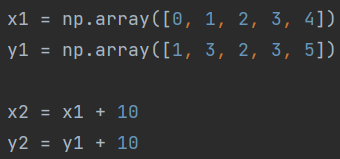 x1 = np.array([0, 1, 2, 3, 4])
y1 = np.array([1, 3, 2, 3, 5])
x2 = x1 + 10
y2 = y1 + 10